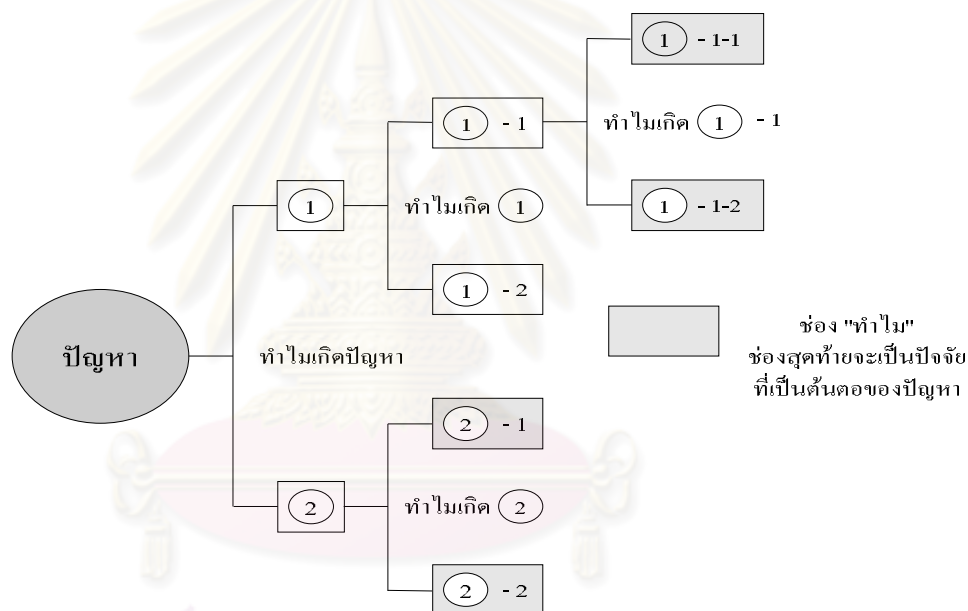 1 - 1-1
1 - 1
ทำไมเกิด 1 - 1
1
ทำไมเกิด 1
1 - 1-2
1 - 2
ช่อง "ทำไม"
ปัญหา
ทำไมเกิดปัญหา
ช่องสุดท้ายจะเป็นปัจจัย
ที่เป็นต้นตอของปัญหา
2 - 1
2
ทำไมเกิด 2
2 - 2